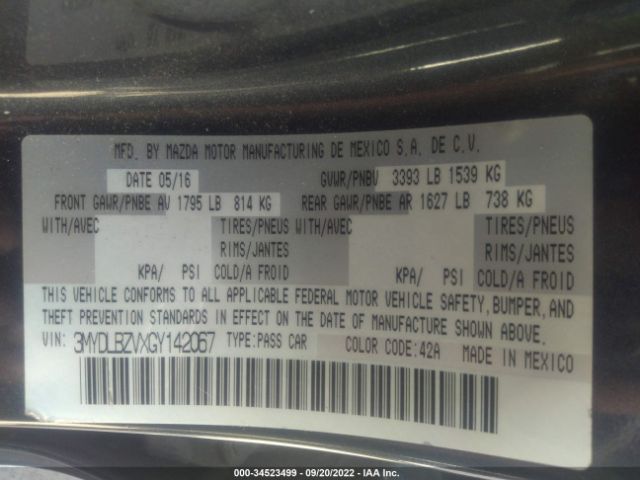 MFD. BY MAZDA MOTOR MANUFACTURING DE MEXICO S.A. DE C.V.
DATE 05/16 GVWR/PNBV 3393 LB 1539 KG
FRONT GAWR/PNBE AV 1795 LB 814 KG REAR GAWR/PNBE AR 1627 LB 738 KG
WITH/AVEC TIRES/PNEUS WITH/AVEC TIRES/PNEUS
RIMS/JANTES RIMS/JANTES
KPA/ PSI COLD/A FROID KPA/ PSI COLD/A FROID
THIS VEHICLE CONFORMS TO ALL APPLICABLE FEDERAL MOTOR VEHICLE SAFETY, BUMPER, AND
THEFT PREVENTION STANDARDS IN EFFECT ON THE DATE OF MANUFACTURE SHOWN ABOVE.
VIN: 3MYDLBZVXGY142067 TYPE:PASS CAR COLOR CODE:42A MADE IN MEXICO
000-34523499 - 09/20/2022 - IAA Inc.